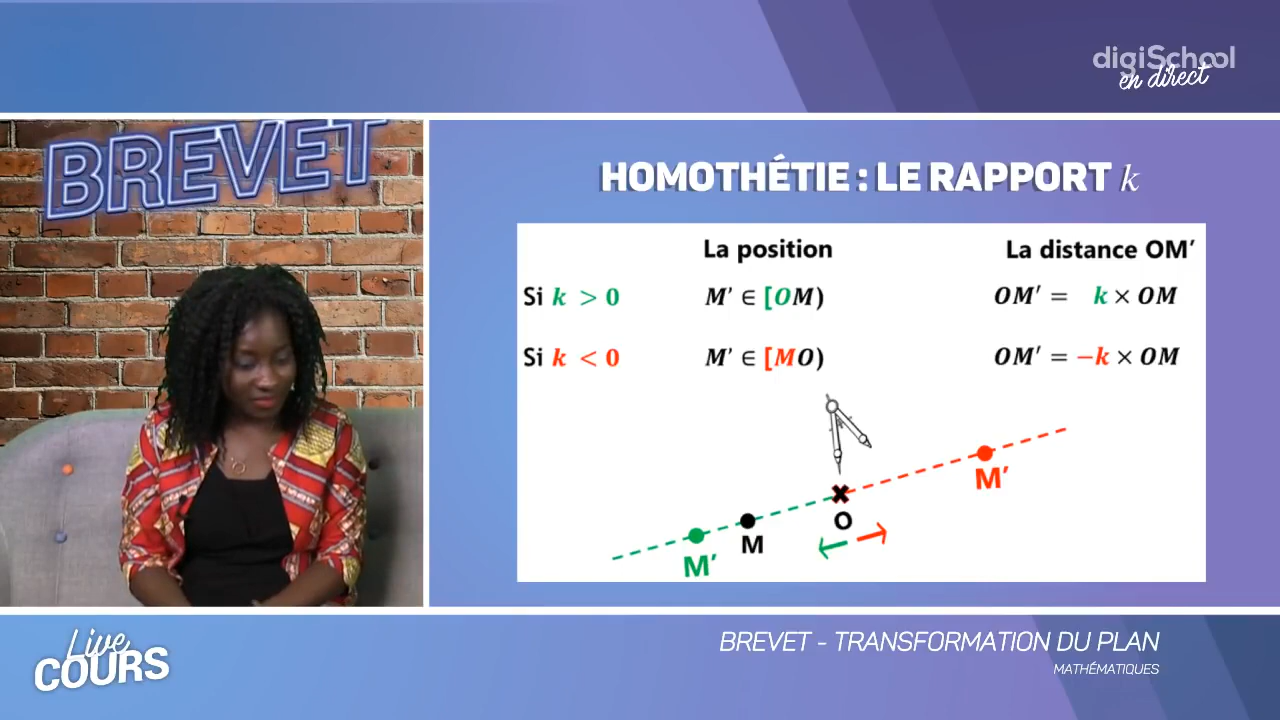 digiSchool
en direct
BREVET
HOMOTHÉTIE : LE RAPPORT k
La position La distance OM'
Si k > 0 M' ∈ [OM) OM' = k × OM
Si k < 0 M' ∈ [MO) OM' = −k × OM
M'
O
M
M'
Live
COURS
BREVET - TRANSFORMATION DU PLAN
MATHÉMATIQUES